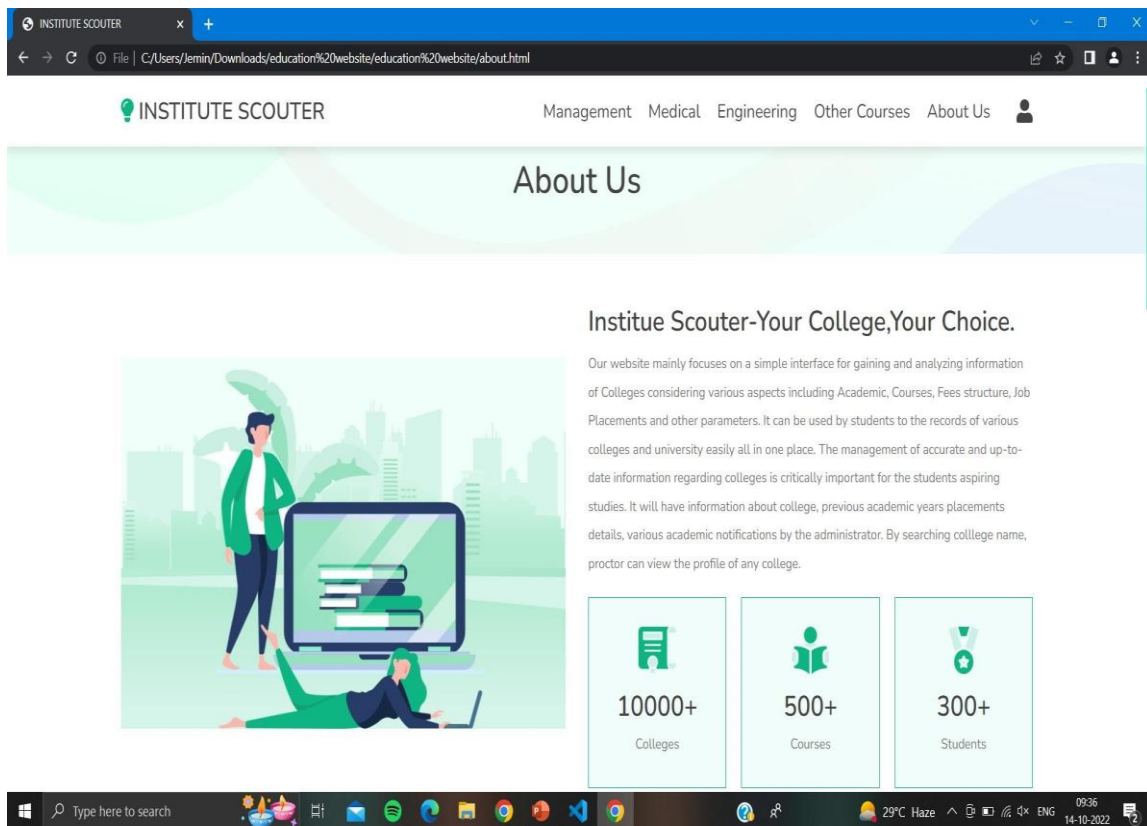 INSTITUTE SCOUTER
File | C:/Users/Jemin/Downloads/education%20website/education%20website/about.html
INSTITUTE SCOUTER
Management Medical Engineering Other Courses About Us
About Us
Institue Scouter-Your College,Your Choice.
Our website mainly focuses on a simple interface for gaining and analyzing information
of Colleges considering various aspects including Academic, Courses, Fees structure, Job
Placements and other parameters. It can be used by students to the records of various
colleges and university easily all in one place. The management of accurate and up-to-
date information regarding colleges is critically important for the students aspiring
studies. It will have information about college, previous academic years placements
details, various academic notifications by the administrator. By searching colllege name,
proctor can view the profile of any college.
10000+ 500+ 300+
Colleges Courses Students
Type here to search
29°C Haze ENG
09:36
14-10-2022
2